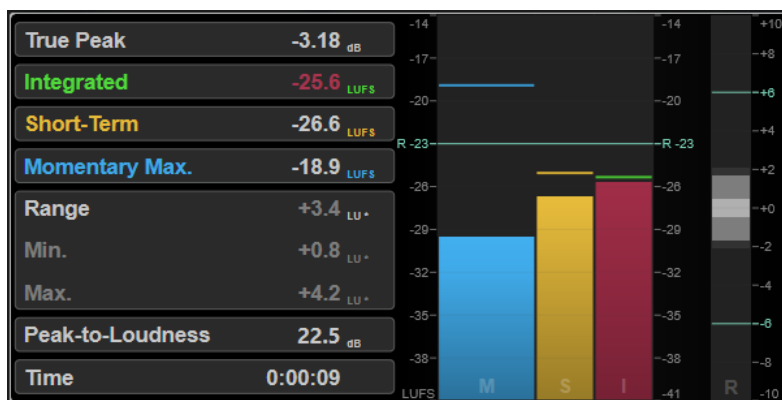 True Peak -3.18 dB
Integrated -25.6 LUFS
Short-Term -26.6 LUFS
Momentary Max. -18.9 LUFS
Range +3.4 LU
Min. +0.8 LU
Max. +4.2 LU
Peak-to-Loudness 22.5 dB
Time 0:00:09
-14
-17
-20
R -23
-26
-29
-32
-35
-38
LUFS
M
S
I
-14
-17
-20
R -23
-26
-29
-32
-35
-38
-41
R
+10
+8
+6
+4
+2
+0
-2
-4
-6
-8
-10